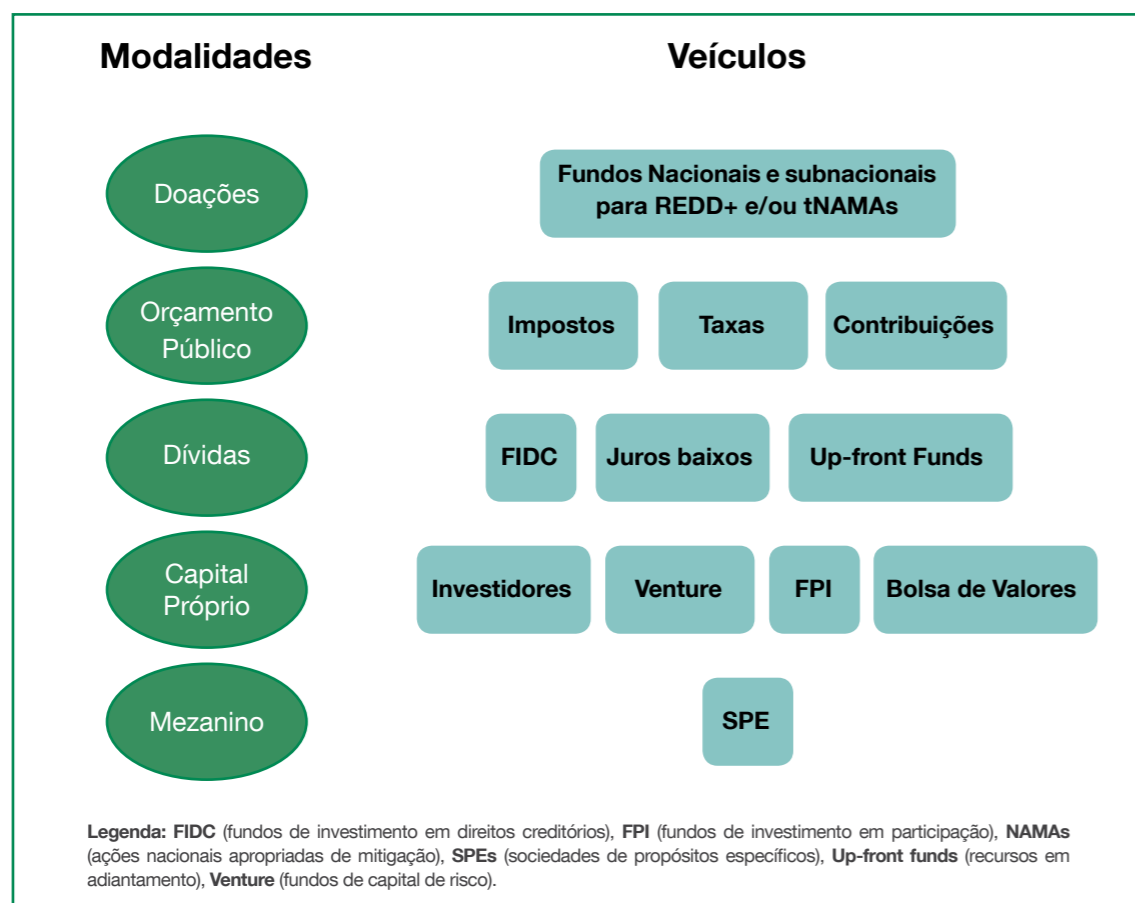 Modalidades
Veículos
Doações
Fundos Nacionais e subnacionais
para REDD+ e/ou tNAMAs
Orçamento
Público
Impostos
Taxas
Contribuições
Dívidas
FIDC
Juros baixos
Up-front Funds
Capital
Próprio
Investidores
Venture
FPI
Bolsa de Valores
Mezanino
SPE
Legenda: FIDC (fundos de investimento em direitos creditórios), FPI (fundos de investimento em participação), NAMAs
(ações nacionais apropriadas de mitigação), SPEs (sociedades de propósitos específicos), Up-front funds (recursos em
adiantamento), Venture (fundos de capital de risco).